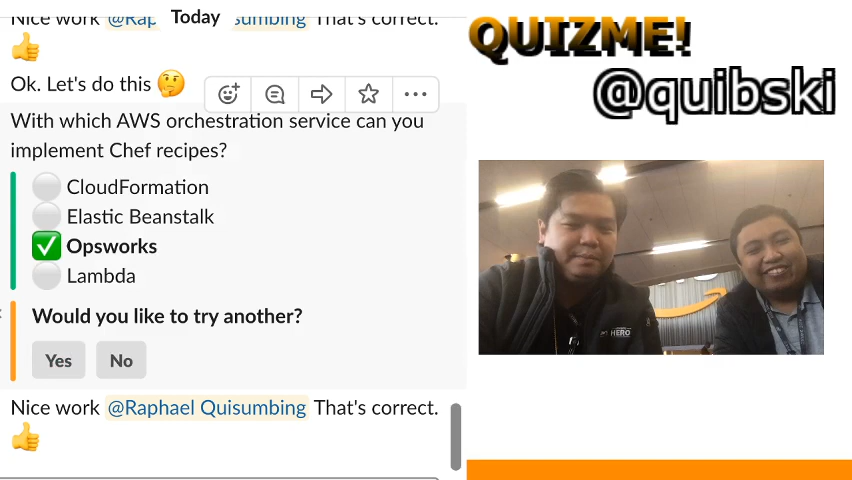 Nice work @Rap Today sumbing That's correct.
Ok. Let's do this
With which AWS orchestration service can you
implement Chef recipes?
CloudFormation
Elastic Beanstalk
Opsworks
Lambda
Would you like to try another?
Yes No
Nice work @Raphael Quisumbing That's correct.
QUIZME!
@quibski
HERO